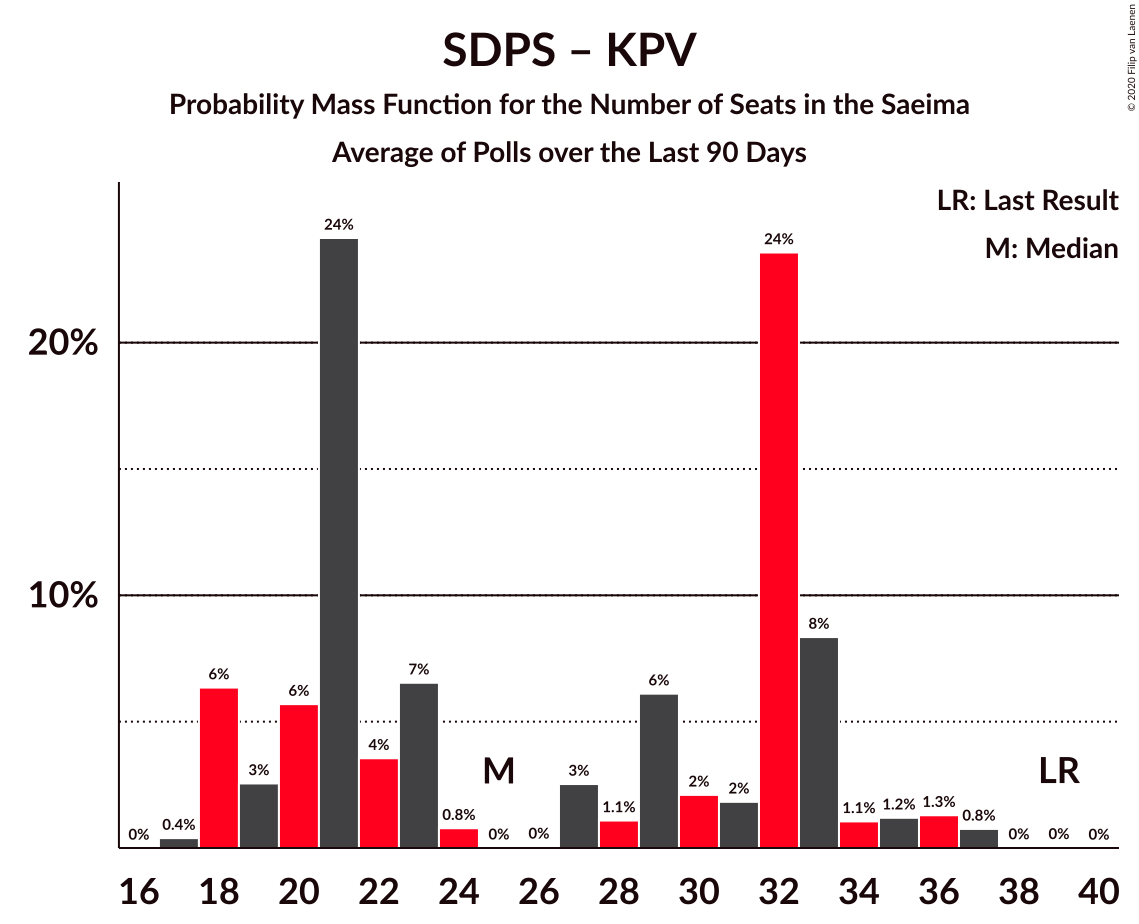 SDPS – KPV
Probability Mass Function for the Number of Seats in the Saeima
Average of Polls over the Last 90 Days
© 2020 Filip van Laenen
LR: Last Result
M: Median
20%
10%
0% 0.4% 6% 3% 6% 24% 4% 7% 0.8% 0% 0% 3% 1.1% 6% 2% 2% 24% 8% 1.1% 1.2% 1.3% 0.8% 0% 0% 0%
M LR
16 18 20 22 24 26 28 30 32 34 36 38 40